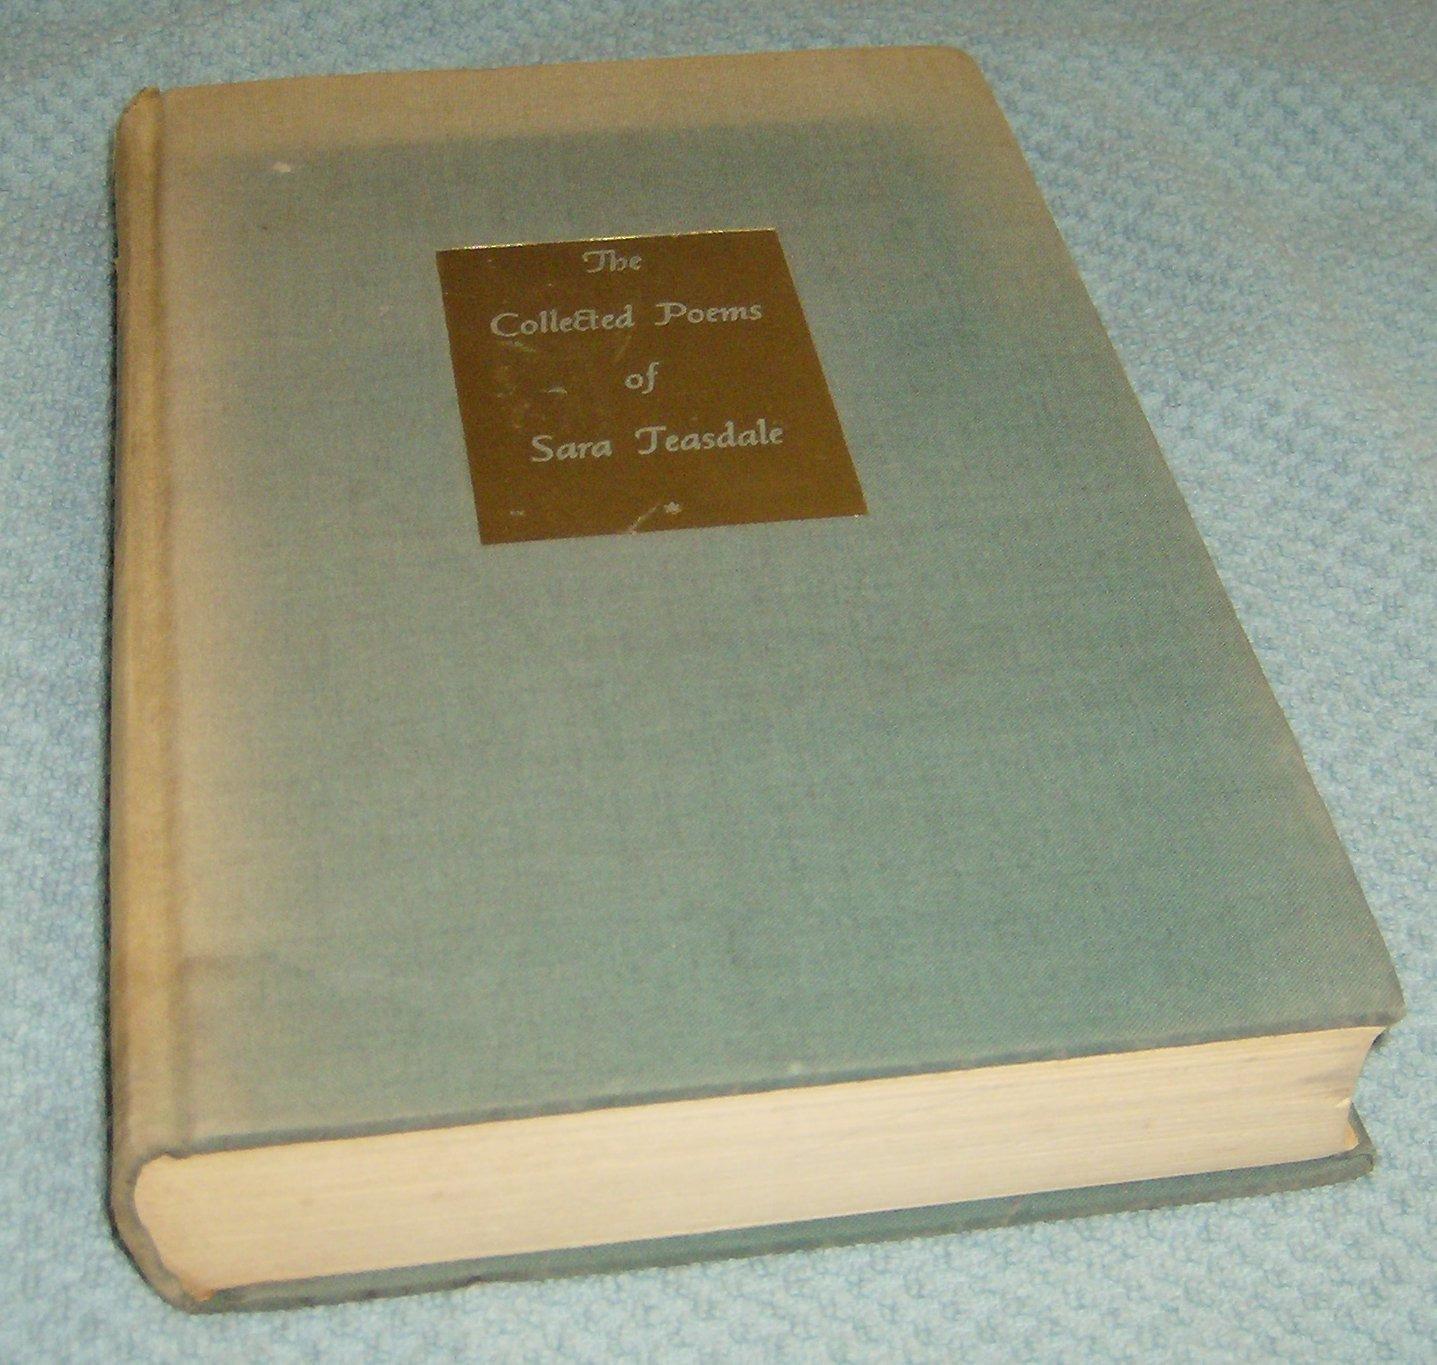 The
Collected Poems
of
Sara Teasdale
*